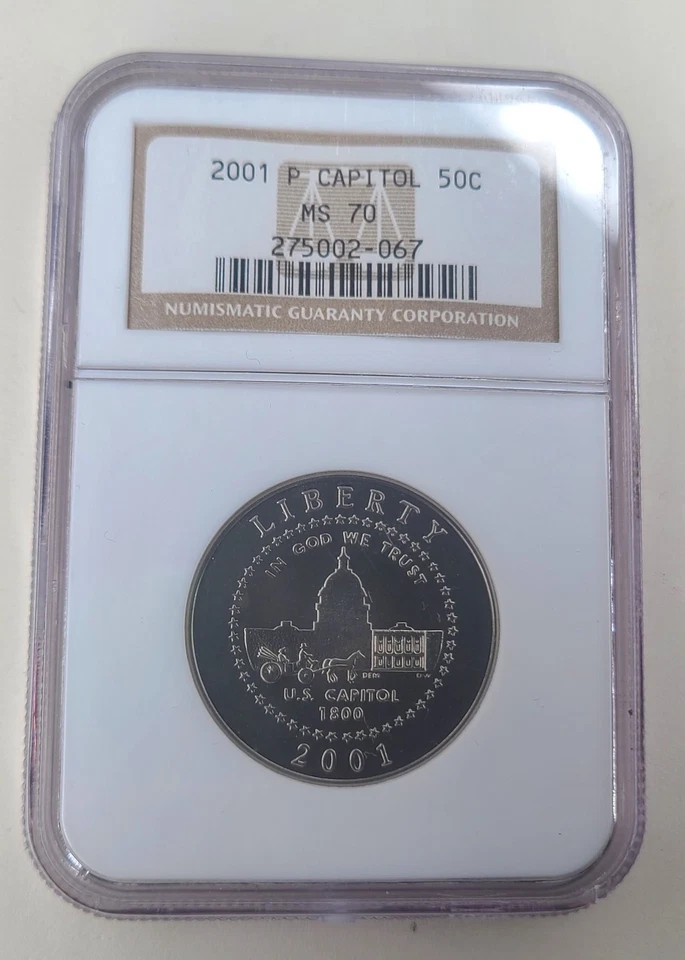 2001 P CAPITOL 50C
MS 70
275002-067
NUMISMATIC GUARANTY CORPORATION
LIBERTY
IN GOD WE TRUST
U.S. CAPITOL
1800
2001